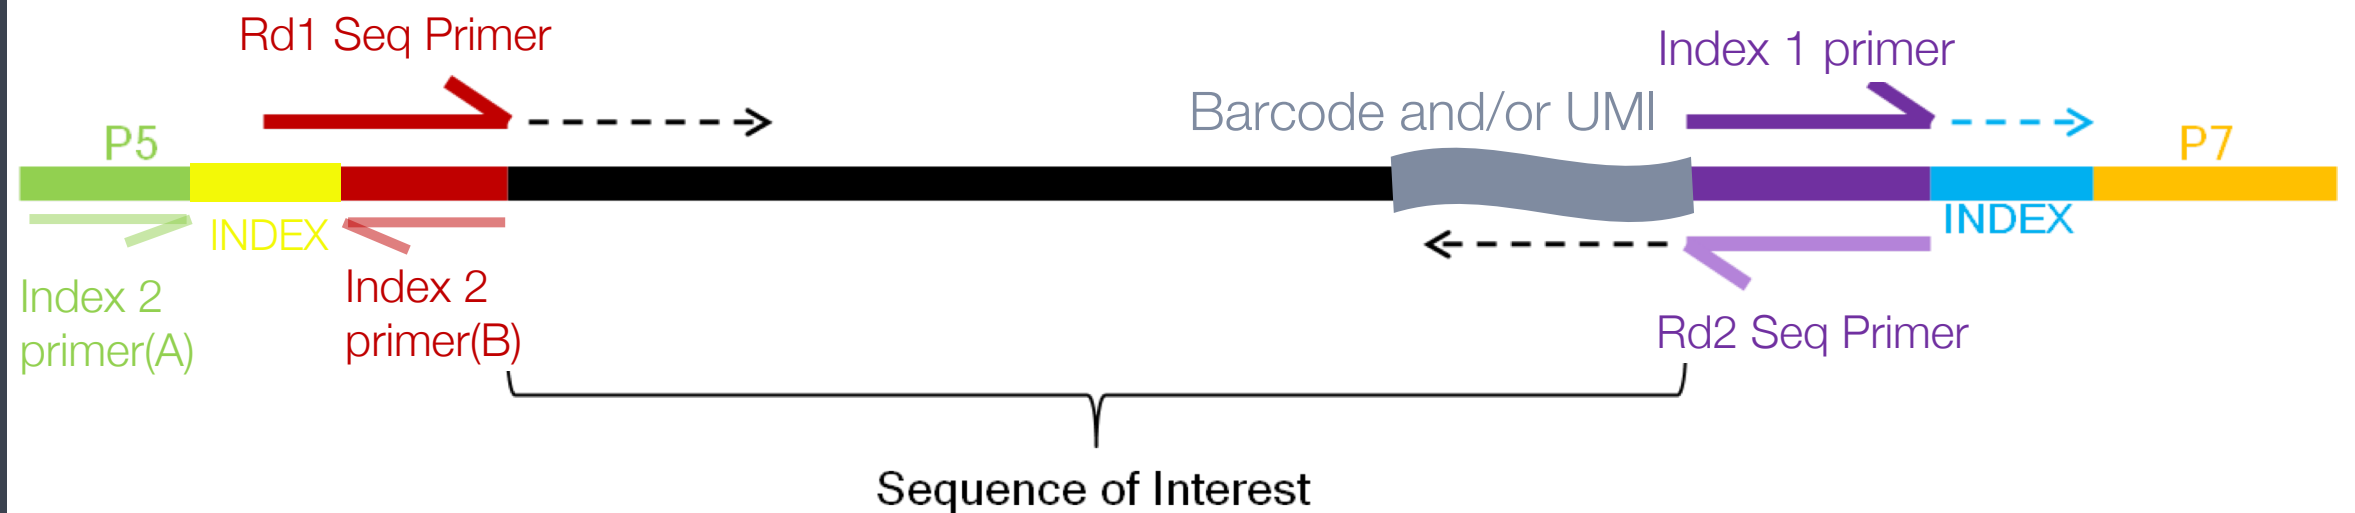 Rd1 Seq Primer
Index 1 primer
Barcode and/or UMI
P5
P7
INDEX
INDEX
Index 2
primer(A)
Index 2
primer(B)
Rd2 Seq Primer
Sequence of Interest